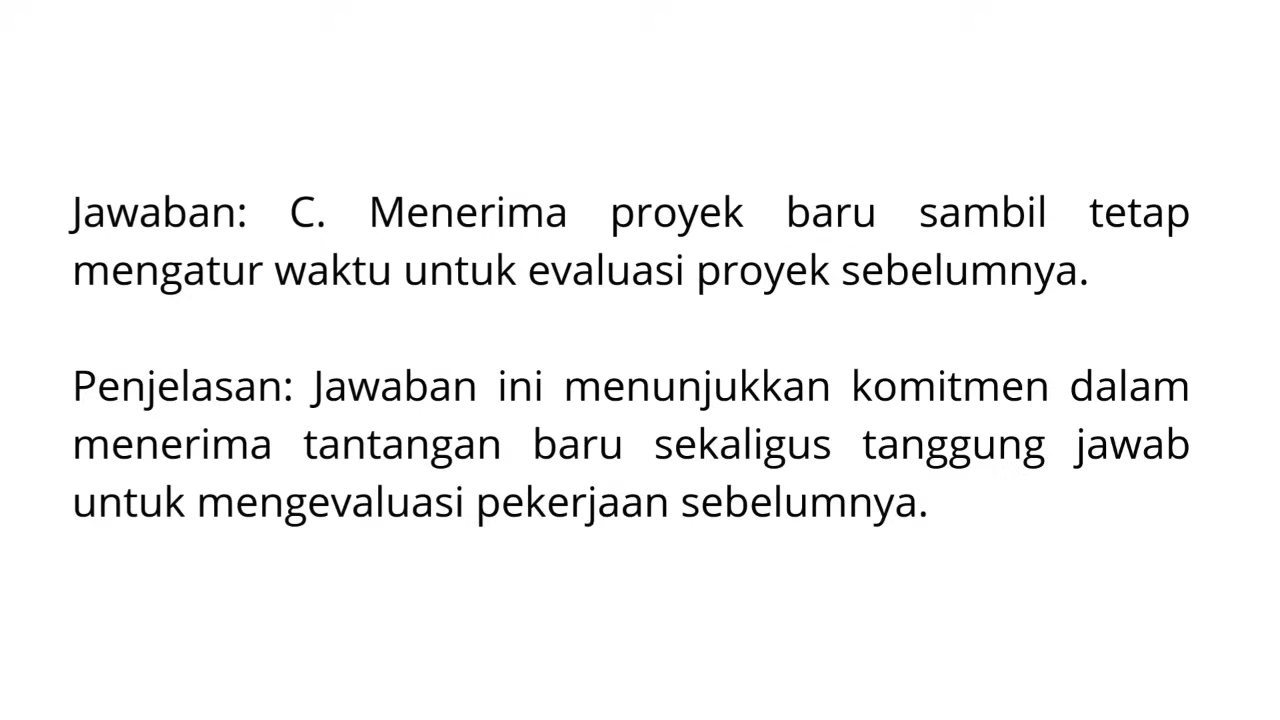 Jawaban: C. Menerima proyek baru sambil tetap
mengatur waktu untuk evaluasi proyek sebelumnya.
Penjelasan: Jawaban ini menunjukkan komitmen dalam
menerima tantangan baru sekaligus tanggung jawab
untuk mengevaluasi pekerjaan sebelumnya.